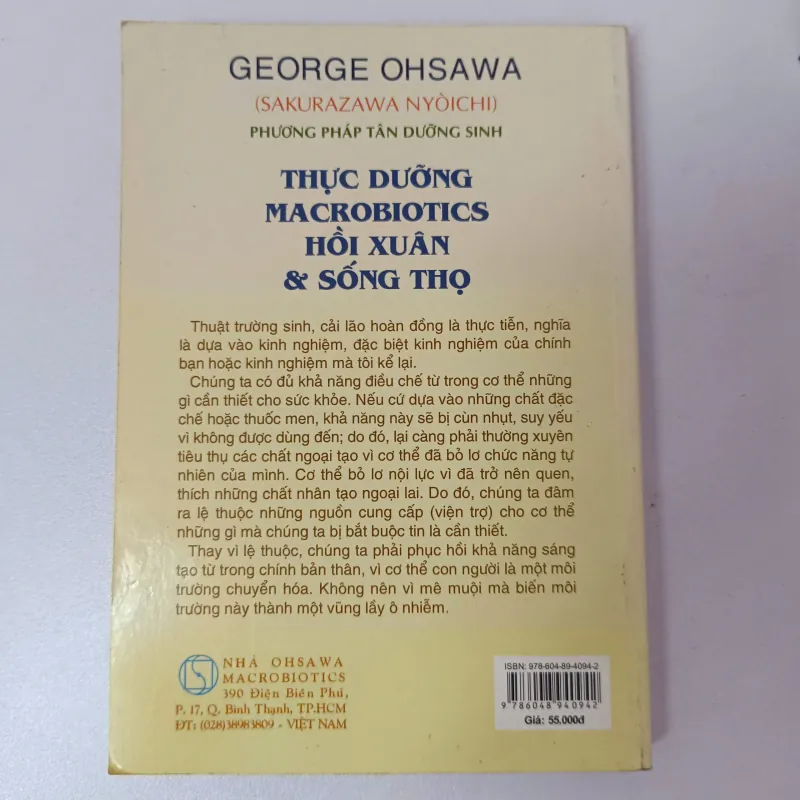 GEORGE OHSAWA
(SAKURAZAWA NYÒICHI)
PHƯƠNG PHÁP TÂN DƯỠNG SINH
THỰC DƯỠNG
MACROBIOTICS
HỒI XUÂN
& SỐNG THỌ
Thuật trường sinh, cải lão hoàn đồng là thực tiễn, nghĩa
là dựa vào kinh nghiệm, đặc biệt kinh nghiệm của chính
bạn hoặc kinh nghiệm mà tôi kể lại.
Chúng ta có đủ khả năng điều chế từ trong cơ thể những
gì cần thiết cho sức khỏe. Nếu cứ dựa vào những chất đặc
chế hoặc thuốc men, khả năng này sẽ bị cùn nhụt, suy yếu
vì không được dùng đến; do đó, lại càng phải thường xuyên
tiêu thụ các chất ngoại tạo vì cơ thể đã bỏ lơ chức năng tự
nhiên của mình. Cơ thể bỏ lơ nội lực vì đã trở nên quen,
thích những chất nhân tạo ngoại lai. Do đó, chúng ta đâm
ra lệ thuộc những nguồn cung cấp (viện trợ) cho cơ thể
những gì mà chúng ta bị bắt buộc tin là cần thiết.
Thay vì lệ thuộc, chúng ta phải phục hồi khả năng sáng
tạo từ trong chính bản thân, vì cơ thể con người là một môi
trường chuyển hóa. Không nên vì mê muội mà biến môi
trường này thành một vũng lầy ô nhiễm.
NHÀ OHSAWA
MACROBIOTICS
390 Điện Biên Phủ,
P. 17, Q. Bình Thạnh, TP.HCM
ĐT: (028)38983809 - VIỆT NAM
ISBN: 978-604-89-4094-2
9 786048 940942
Giá: 55.000đ